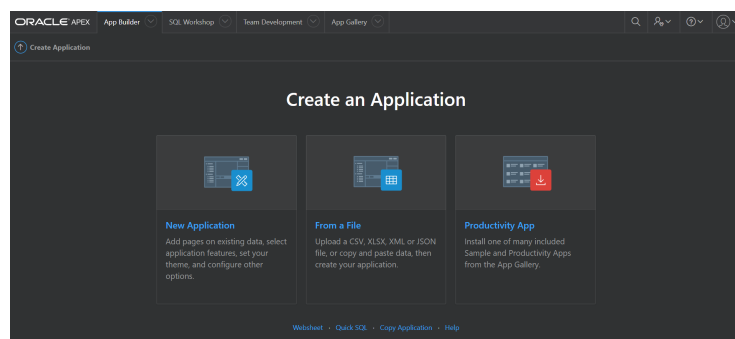 ORACLE APEX App Builder SQL Workshop Team Development App Gallery
Create Application
Create an Application
New Application
Add pages on existing data, select
application features, set your
theme, and configure other
options.
From a File
Upload a CSV, XLSX, XML or JSON
file, or copy and paste data, then
create your application.
Productivity App
Install one of many included
Sample and Productivity Apps
from the App Gallery.
Websheet • Quick SQL • Copy Application • Help